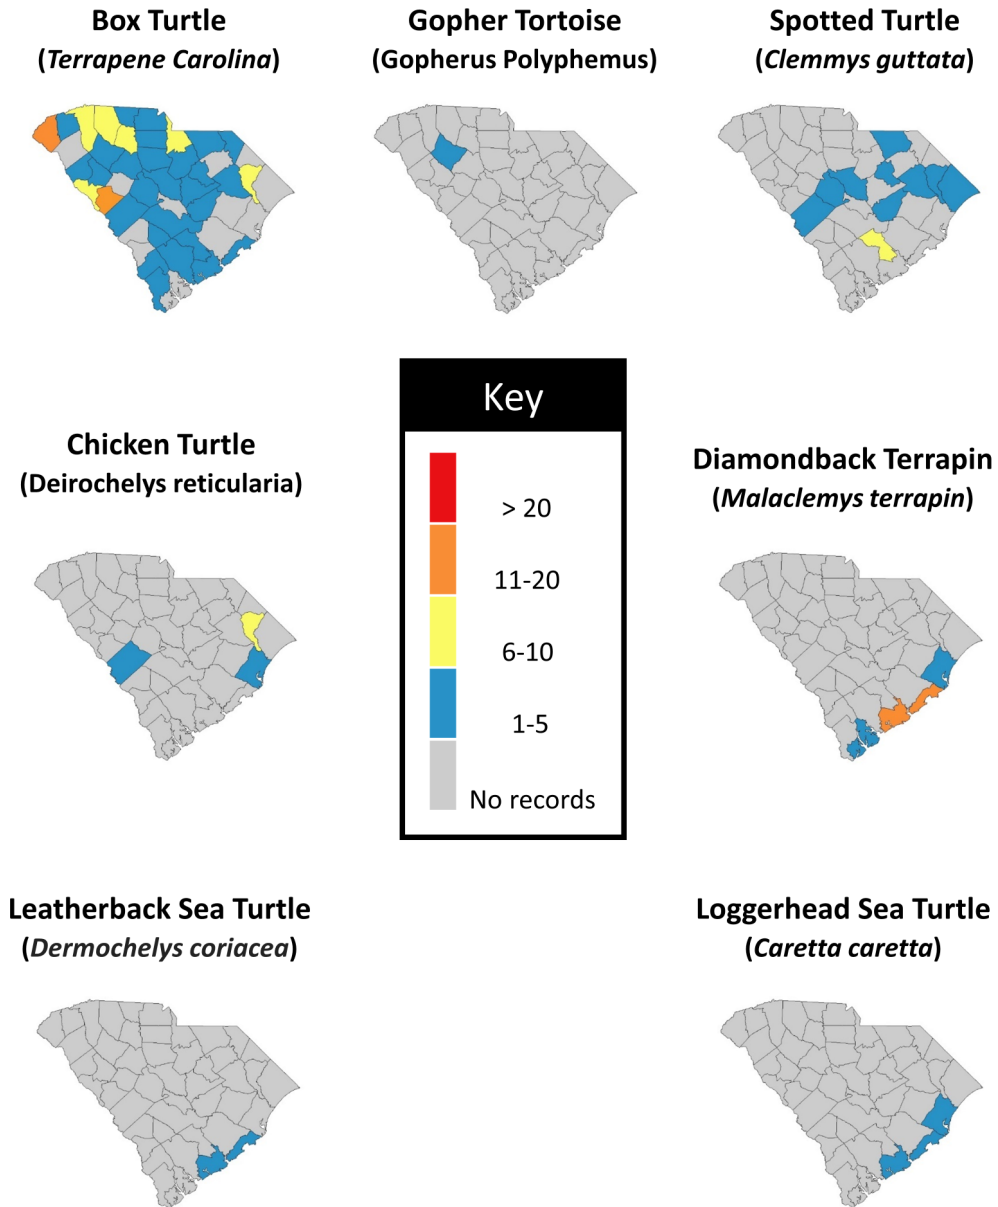 Box Turtle
(Terrapene Carolina)
Gopher Tortoise
(Gopherus Polyphemus)
Spotted Turtle
(Clemmys guttata)
Key
> 20
11-20
6-10
1-5
No records
Chicken Turtle
(Deirochelys reticularia)
Diamondback Terrapin
(Malaclemys terrapin)
Leatherback Sea Turtle
(Dermochelys coriacea)
Loggerhead Sea Turtle
(Caretta caretta)